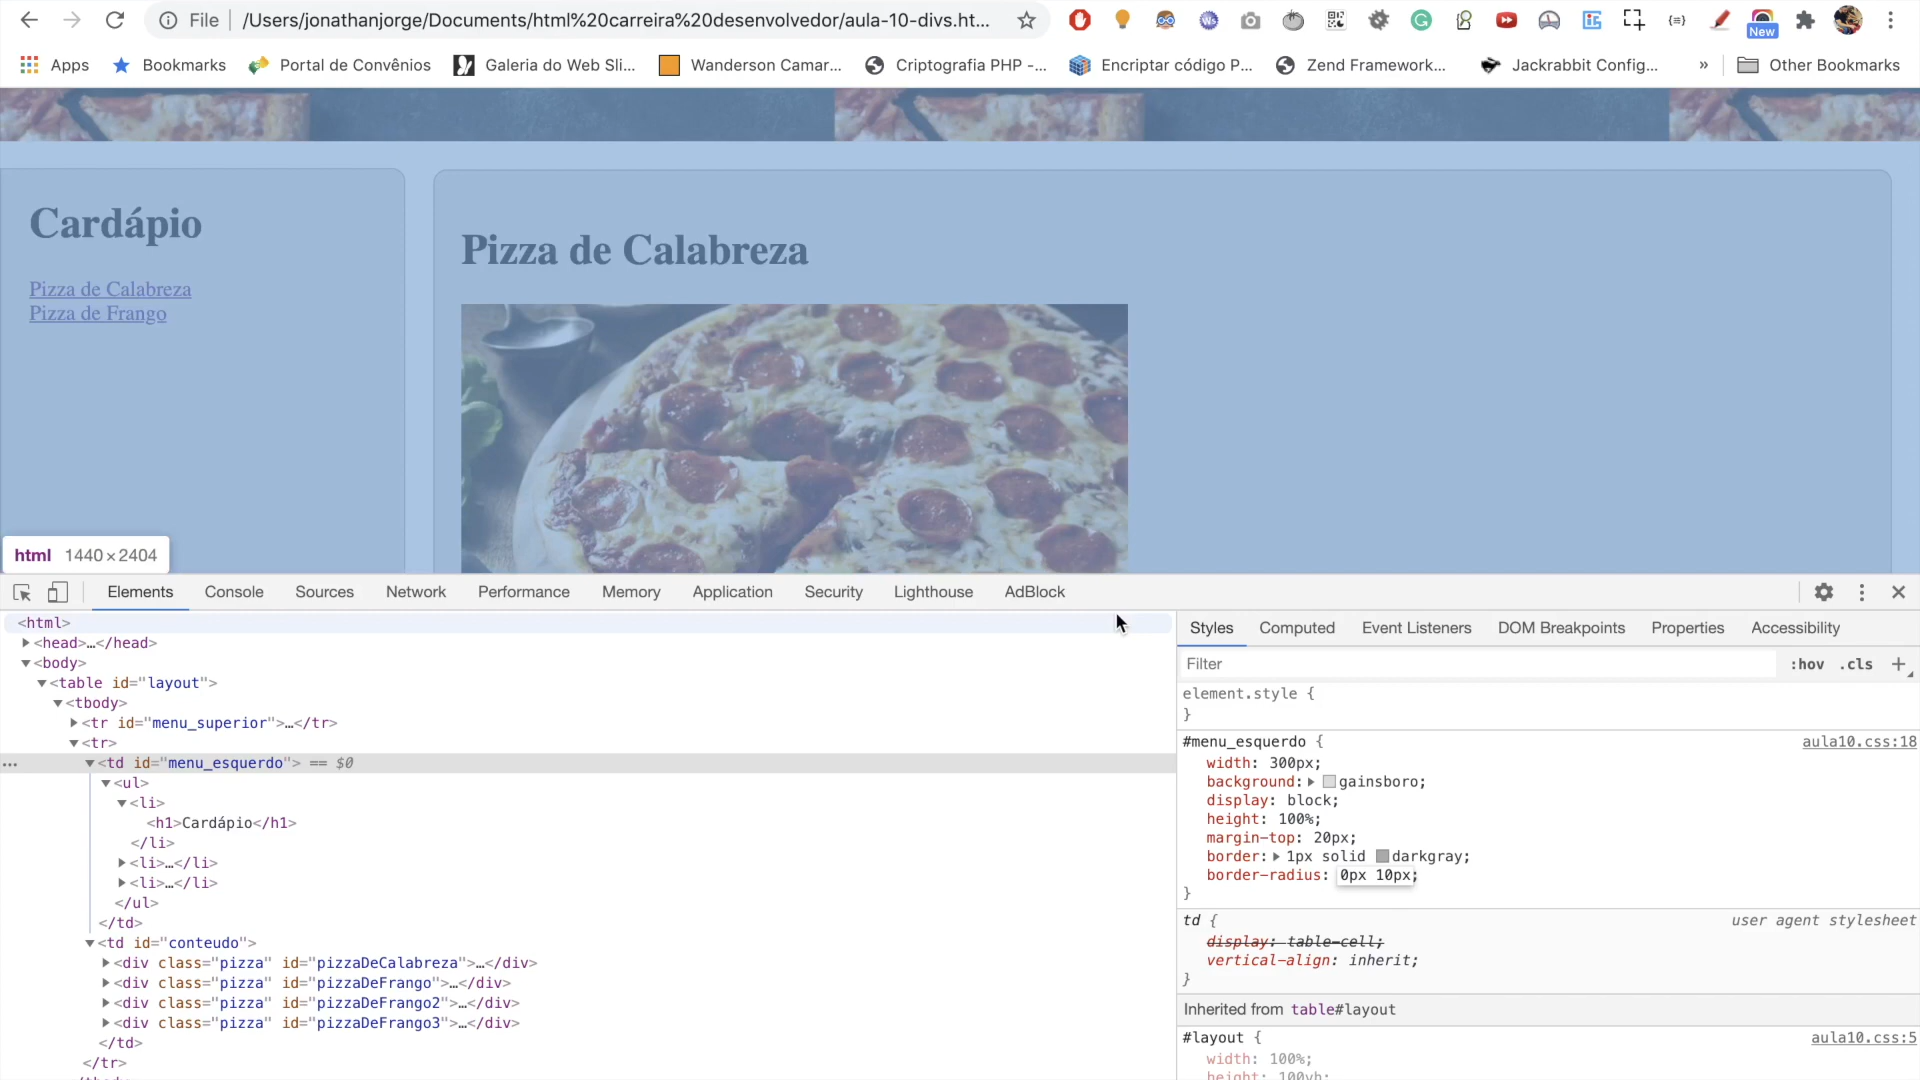 File /Users/jonathanjorge/Documents/html%20carreira%20desenvolvedor/aula-10-divs.ht...
New
Apps Bookmarks Portal de Convênios Galeria do Web Sli... Wanderson Camar... Criptografia PHP -... Encriptar código P... Zend Framework... Jackrabbit Config... » Other Bookmarks
Cardápio
Pizza de Calabreza
Pizza de Frango
Pizza de Calabreza
html 1440 × 2404
Elements Console Sources Network Performance Memory Application Security Lighthouse AdBlock
<html>
<head>…</head>
<body>
<table id="layout">
<tbody>
<tr id="menu_superior">…</tr>
<tr>
<td id="menu_esquerdo"> == $0
<ul>
<li>
<h1>Cardápio</h1>
</li>
<li>…</li>
<li>…</li>
</ul>
</td>
<td id="conteudo">
<div class="pizza" id="pizzaDeCalabreza">…</div>
<div class="pizza" id="pizzaDeFrango">…</div>
<div class="pizza" id="pizzaDeFrango2">…</div>
<div class="pizza" id="pizzaDeFrango3">…</div>
</td>
</tr>
Styles Computed Event Listeners DOM Breakpoints Properties Accessibility
Filter :hov .cls +
element.style {
}
#menu_esquerdo { aula10.css:18
width: 300px;
background: gainsboro;
display: block;
height: 100%;
margin-top: 20px;
border: 1px solid darkgray;
border-radius: 0px 10px;
}
td { user agent stylesheet
display: table-cell;
vertical-align: inherit;
}
Inherited from table#layout
#layout { aula10.css:5
width: 100%;
height: 100vh;